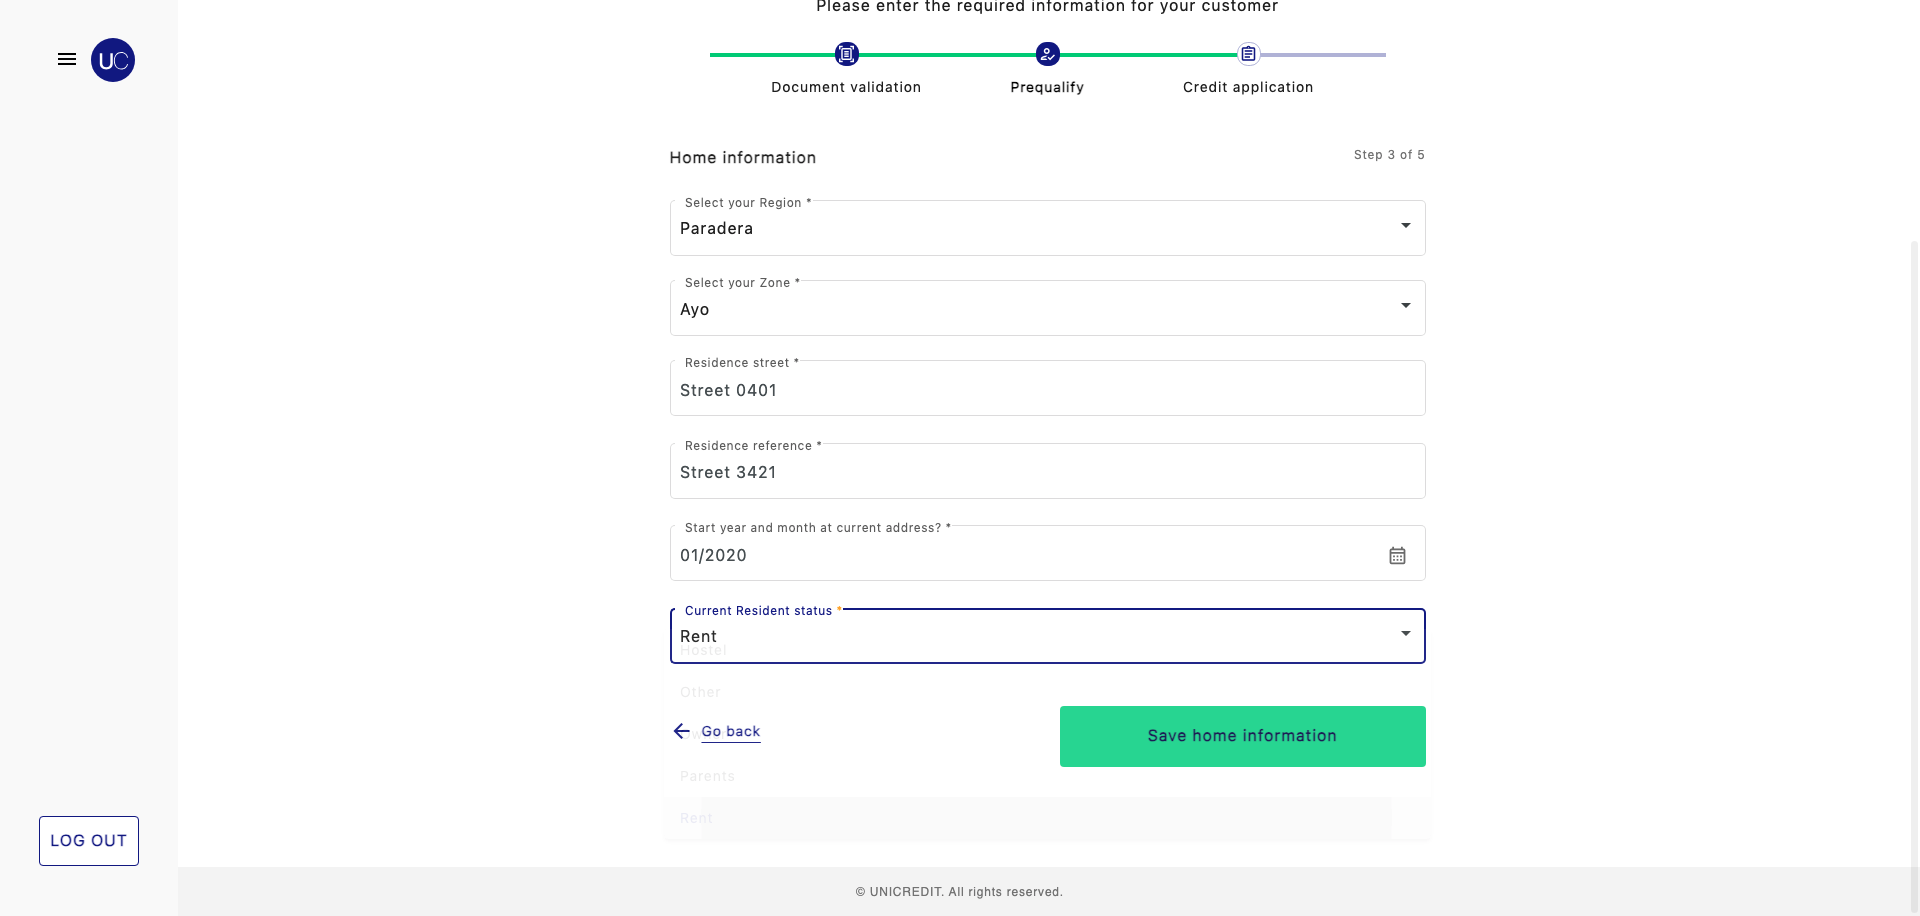 Please enter the required information for your customer
UC
Document validation
Prequalify
Credit application
Home information
Step 3 of 5
Select your Region *
Paradera
Select your Zone *
Ayo
Residence street *
Street 0401
Residence reference *
Street 3421
Start year and month at current address? *
01/2020
Current Resident status *
Rent
Hostel
Other
Go back
Save home information
Parents
Rent
LOG OUT
© UNICREDIT. All rights reserved.